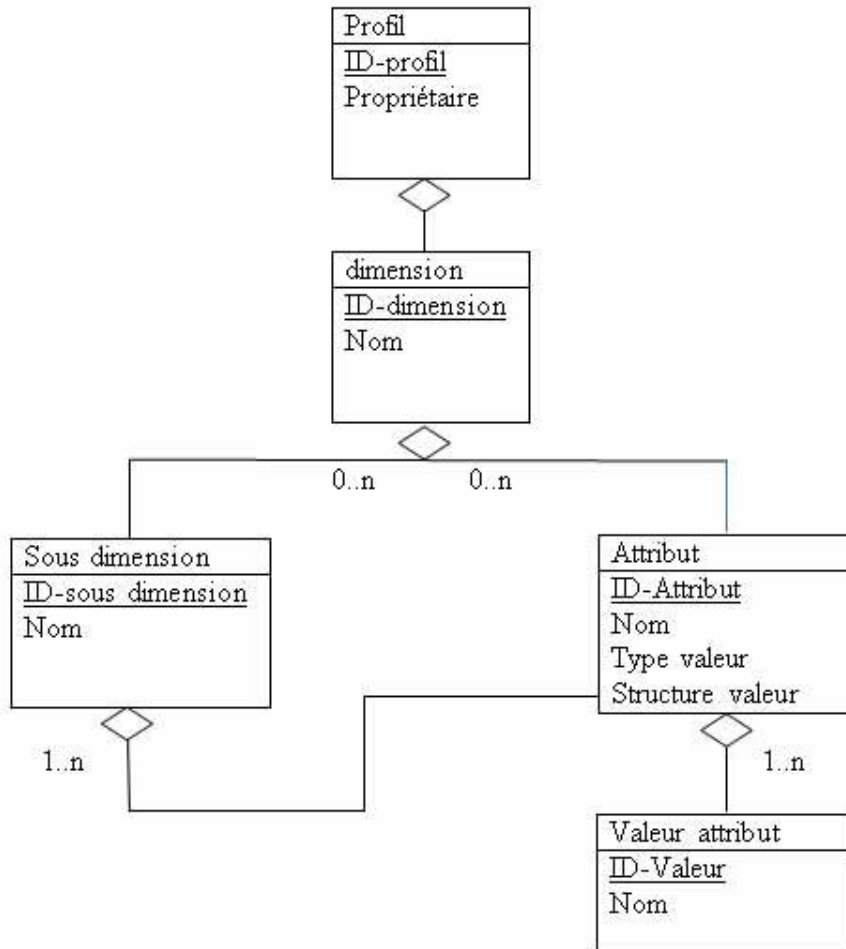 Profil
ID-profil
Propriétaire
dimension
ID-dimension
Nom
0..n
0..n
Sous dimension
ID-sous dimension
Nom
Attribut
ID-Attribut
Nom
Type valeur
Structure valeur
1..n
1..n
Valeur attribut
ID-Valeur
Nom